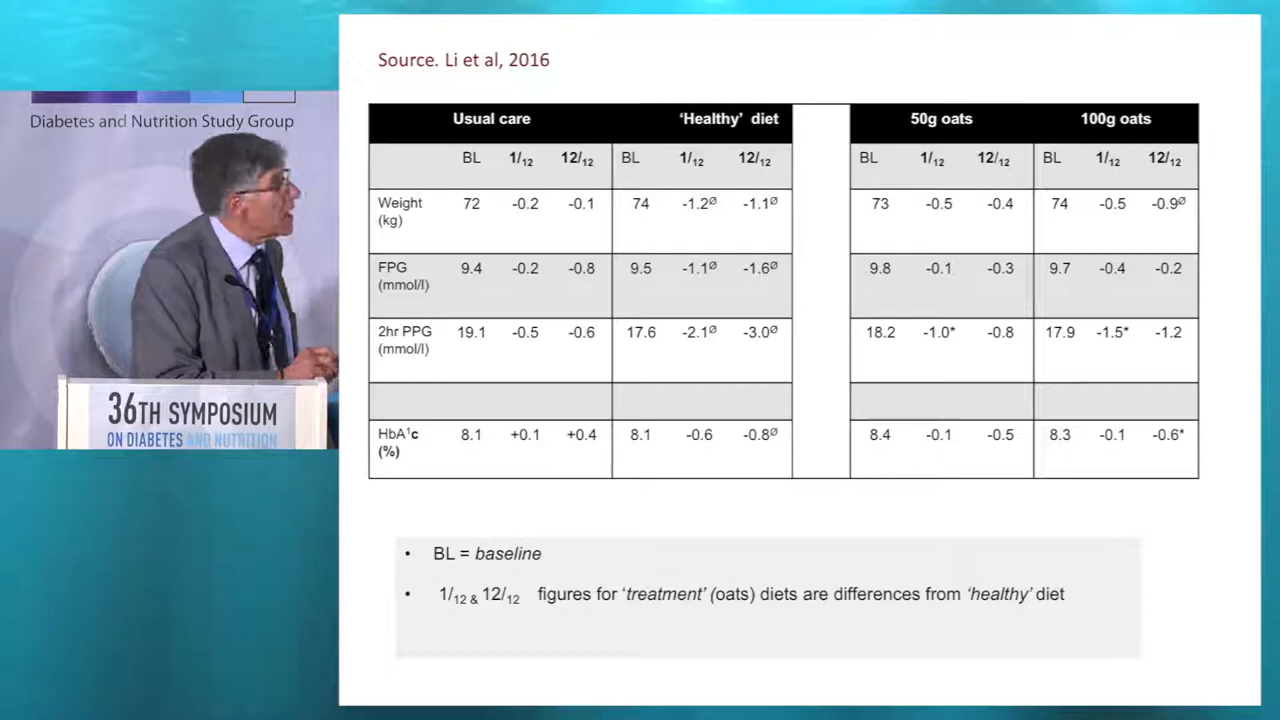 Source. Li et al, 2016
Diabetes and Nutrition Study Group
36TH SYMPOSIUM
ON DIABETES AND NUTRITION
Usual care 'Healthy' diet 50g oats 100g oats
BL 1/12 12/12 BL 1/12 12/12 BL 1/12 12/12 BL 1/12 12/12
Weight (kg) 72 -0.2 -0.1 74 -1.2Ø -1.1Ø 73 -0.5 -0.4 74 -0.5 -0.9Ø
FPG (mmol/l) 9.4 -0.2 -0.8 9.5 -1.1Ø -1.6Ø 9.8 -0.1 -0.3 9.7 -0.4 -0.2
2hr PPG (mmol/l) 19.1 -0.5 -0.6 17.6 -2.1Ø -3.0Ø 18.2 -1.0* -0.8 17.9 -1.5* -1.2
HbA¹c (%) 8.1 +0.1 +0.4 8.1 -0.6 -0.8Ø 8.4 -0.1 -0.5 8.3 -0.1 -0.6*
• BL = baseline
• 1/12 & 12/12 figures for 'treatment' (oats) diets are differences from 'healthy' diet